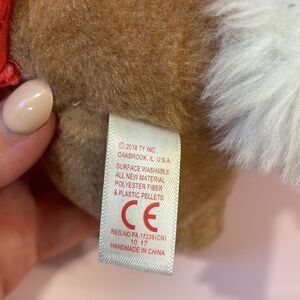 © 2018 TY INC.
OAKBROOK, IL U.S.A.
SURFACE WASHABLE
ALL NEW MATERIAL
POLYESTER FIBER
& PLASTIC PELLETS
CE
REG.NO PA.17239(CN)
10 17
HANDMADE IN CHINA